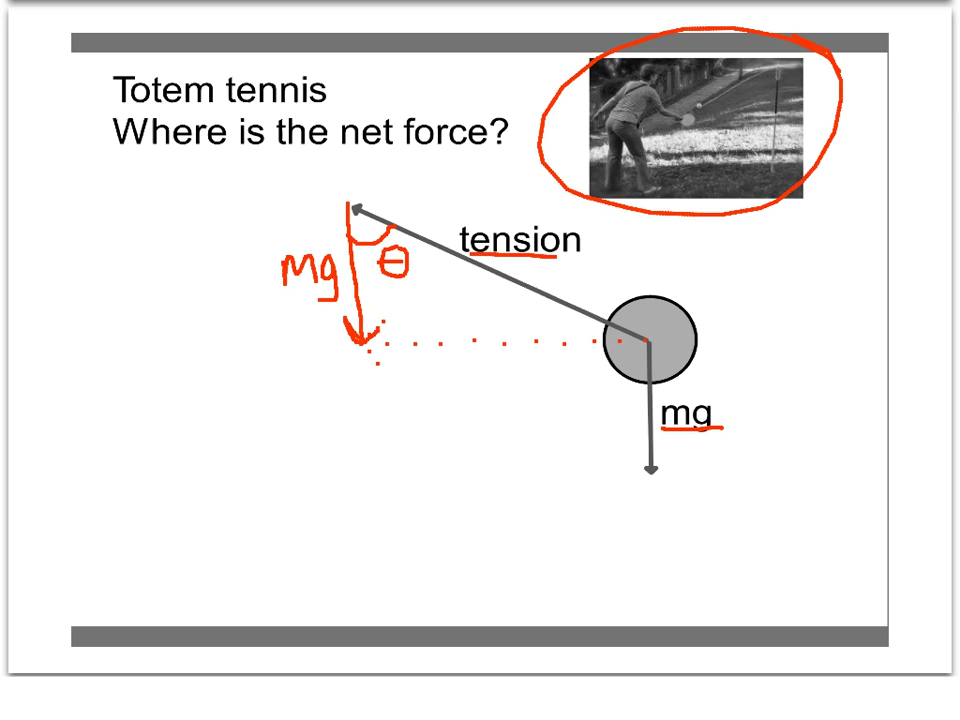 Totem tennis
Where is the net force?
tension
mg θ
mg